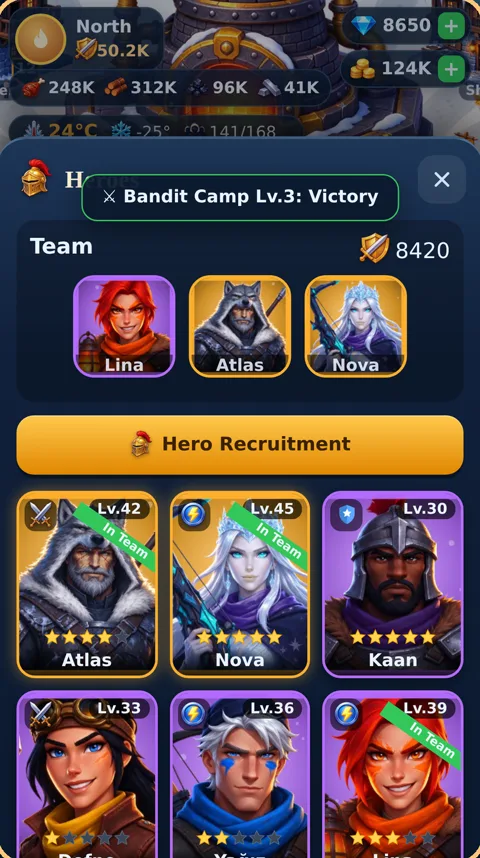 North
50.2K
8650
+
124K
+
248K
312K
96K
41K
24°C
-25°
141/168
Heroes
Bandit Camp Lv.3: Victory
Team
8420
Lina
Atlas
Nova
Hero Recruitment
Lv.42
In Team
Atlas
Lv.45
In Team
Nova
Lv.30
Kaan
Lv.33
Lv.36
Lv.39
In Team